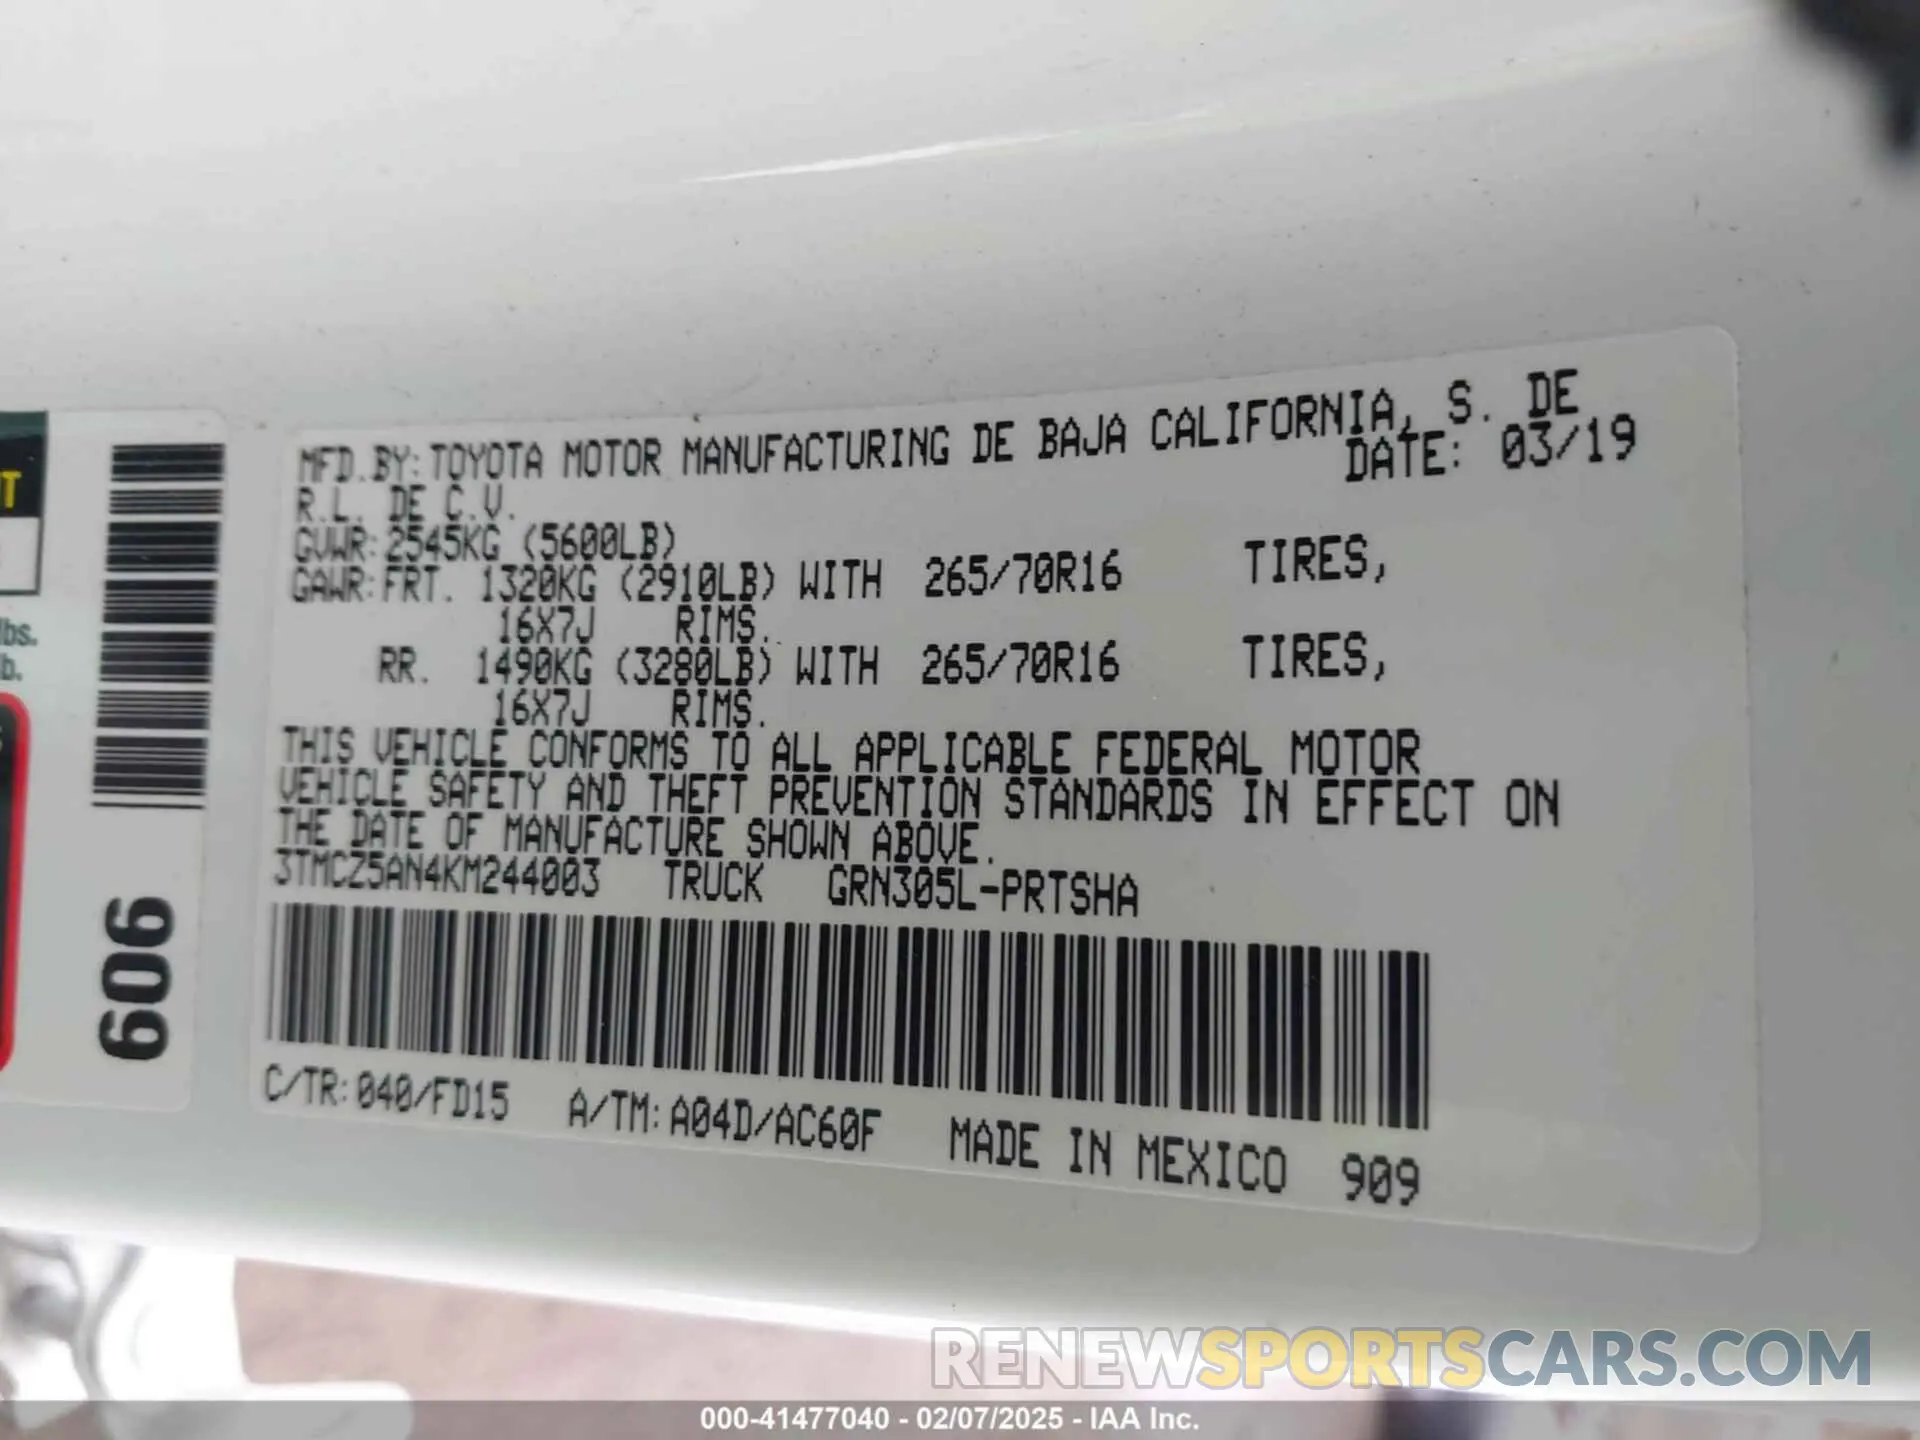 MFD.BY:TOYOTA MOTOR MANUFACTURING DE BAJA CALIFORNIA, S. DE
R.L. DE C.V. DATE: 03/19
GVWR:2545KG (5600LB)
GAWR:FRT. 1320KG (2910LB) WITH 265/70R16 TIRES,
16X7J RIMS.
RR. 1490KG (3280LB) WITH 265/70R16 TIRES,
16X7J RIMS.
THIS VEHICLE CONFORMS TO ALL APPLICABLE FEDERAL MOTOR
VEHICLE SAFETY AND THEFT PREVENTION STANDARDS IN EFFECT ON
THE DATE OF MANUFACTURE SHOWN ABOVE.
3TMCZ5AN4KM244003 TRUCK GRN305L-PRTSHA
C/TR:040/FD15 A/TM:A04D/AC60F MADE IN MEXICO 909
lbs.
lb.
606
RENEWSPORTSCARS.COM
000-41477040 - 02/07/2025 - IAA Inc.